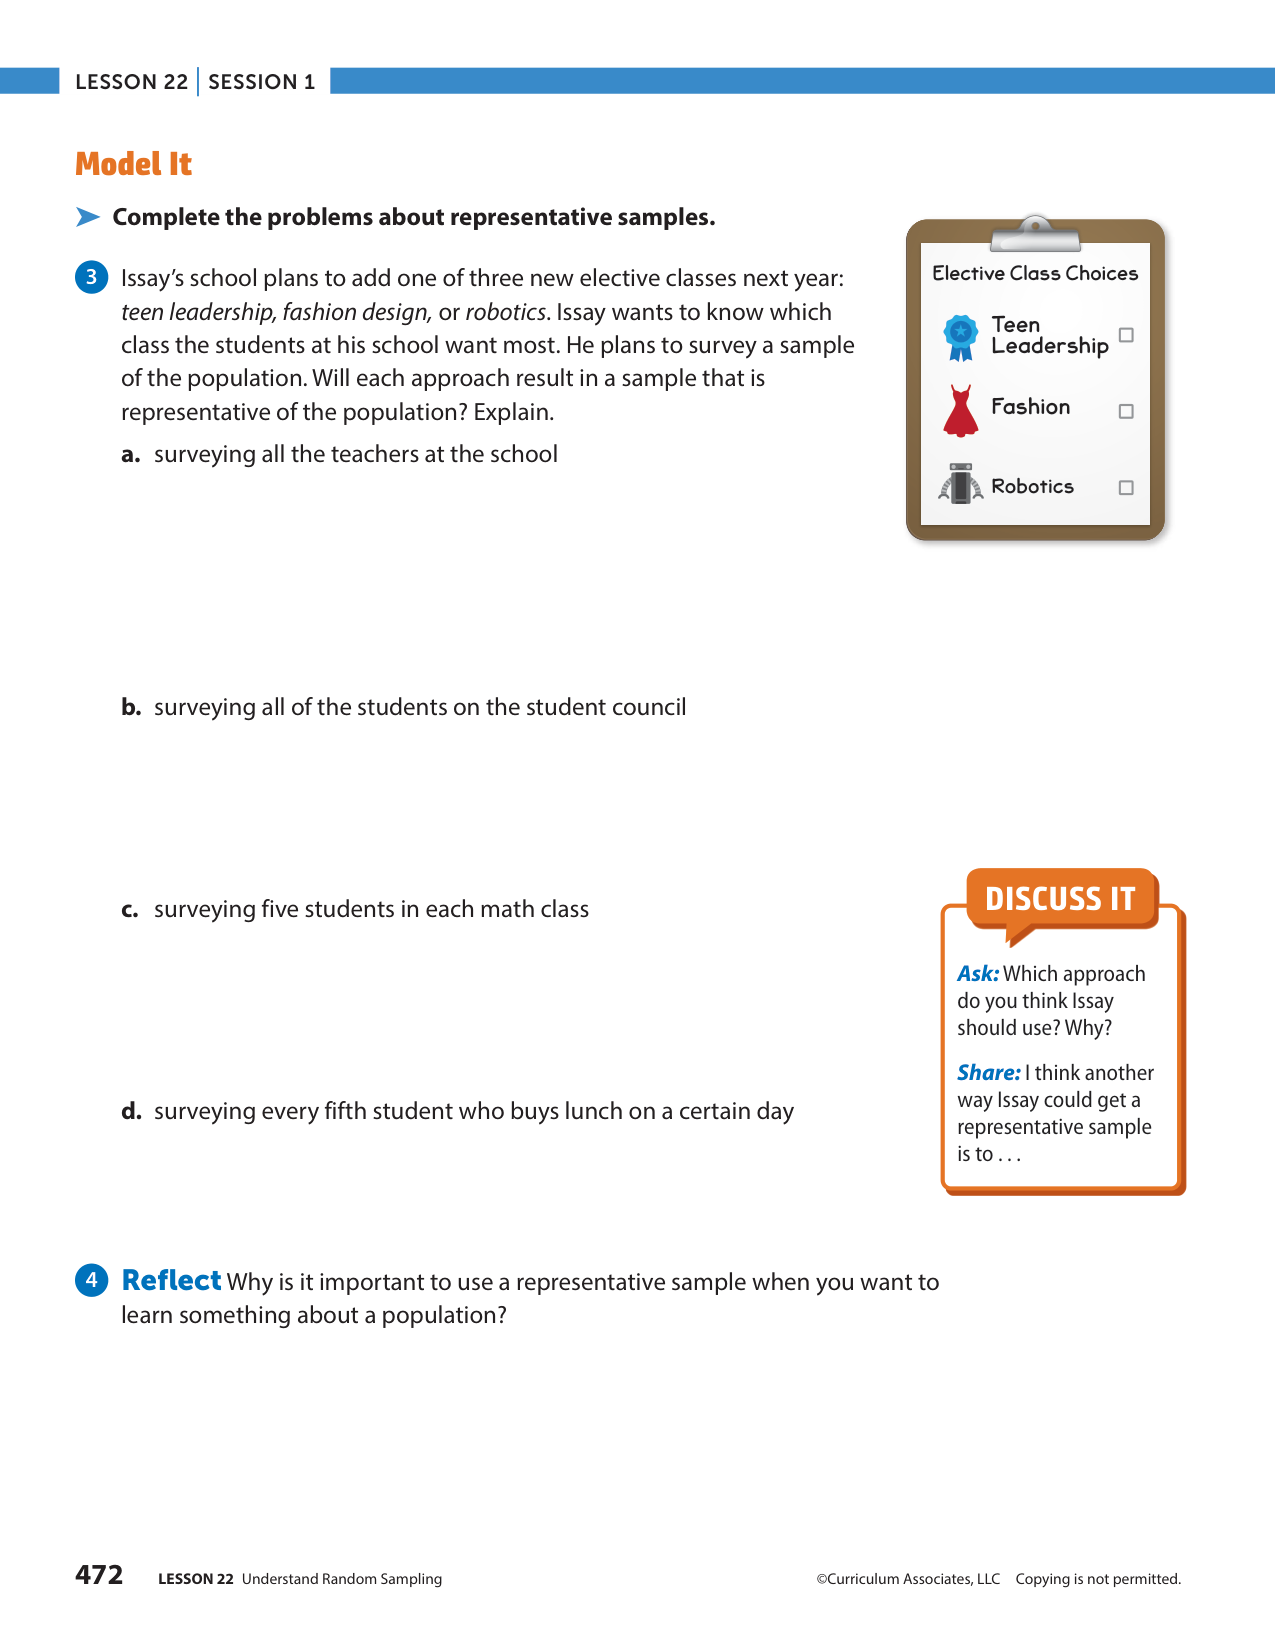 LESSON 22 | SESSION 1
Model It
Complete the problems about representative samples.
3 Issay’s school plans to add one of three new elective classes next year:
teen leadership, fashion design, or robotics. Issay wants to know which
class the students at his school want most. He plans to survey a sample
of the population. Will each approach result in a sample that is
representative of the population? Explain.
a. surveying all the teachers at the school
Elective Class Choices
Teen
Leadership
Fashion
Robotics
b. surveying all of the students on the student council
c. surveying five students in each math class
d. surveying every fifth student who buys lunch on a certain day
DISCUSS IT
Ask: Which approach
do you think Issay
should use? Why?
Share: I think another
way Issay could get a
representative sample
is to . . .
4 Reflect Why is it important to use a representative sample when you want to
learn something about a population?
472 LESSON 22 Understand Random Sampling
©Curriculum Associates, LLC Copying is not permitted.